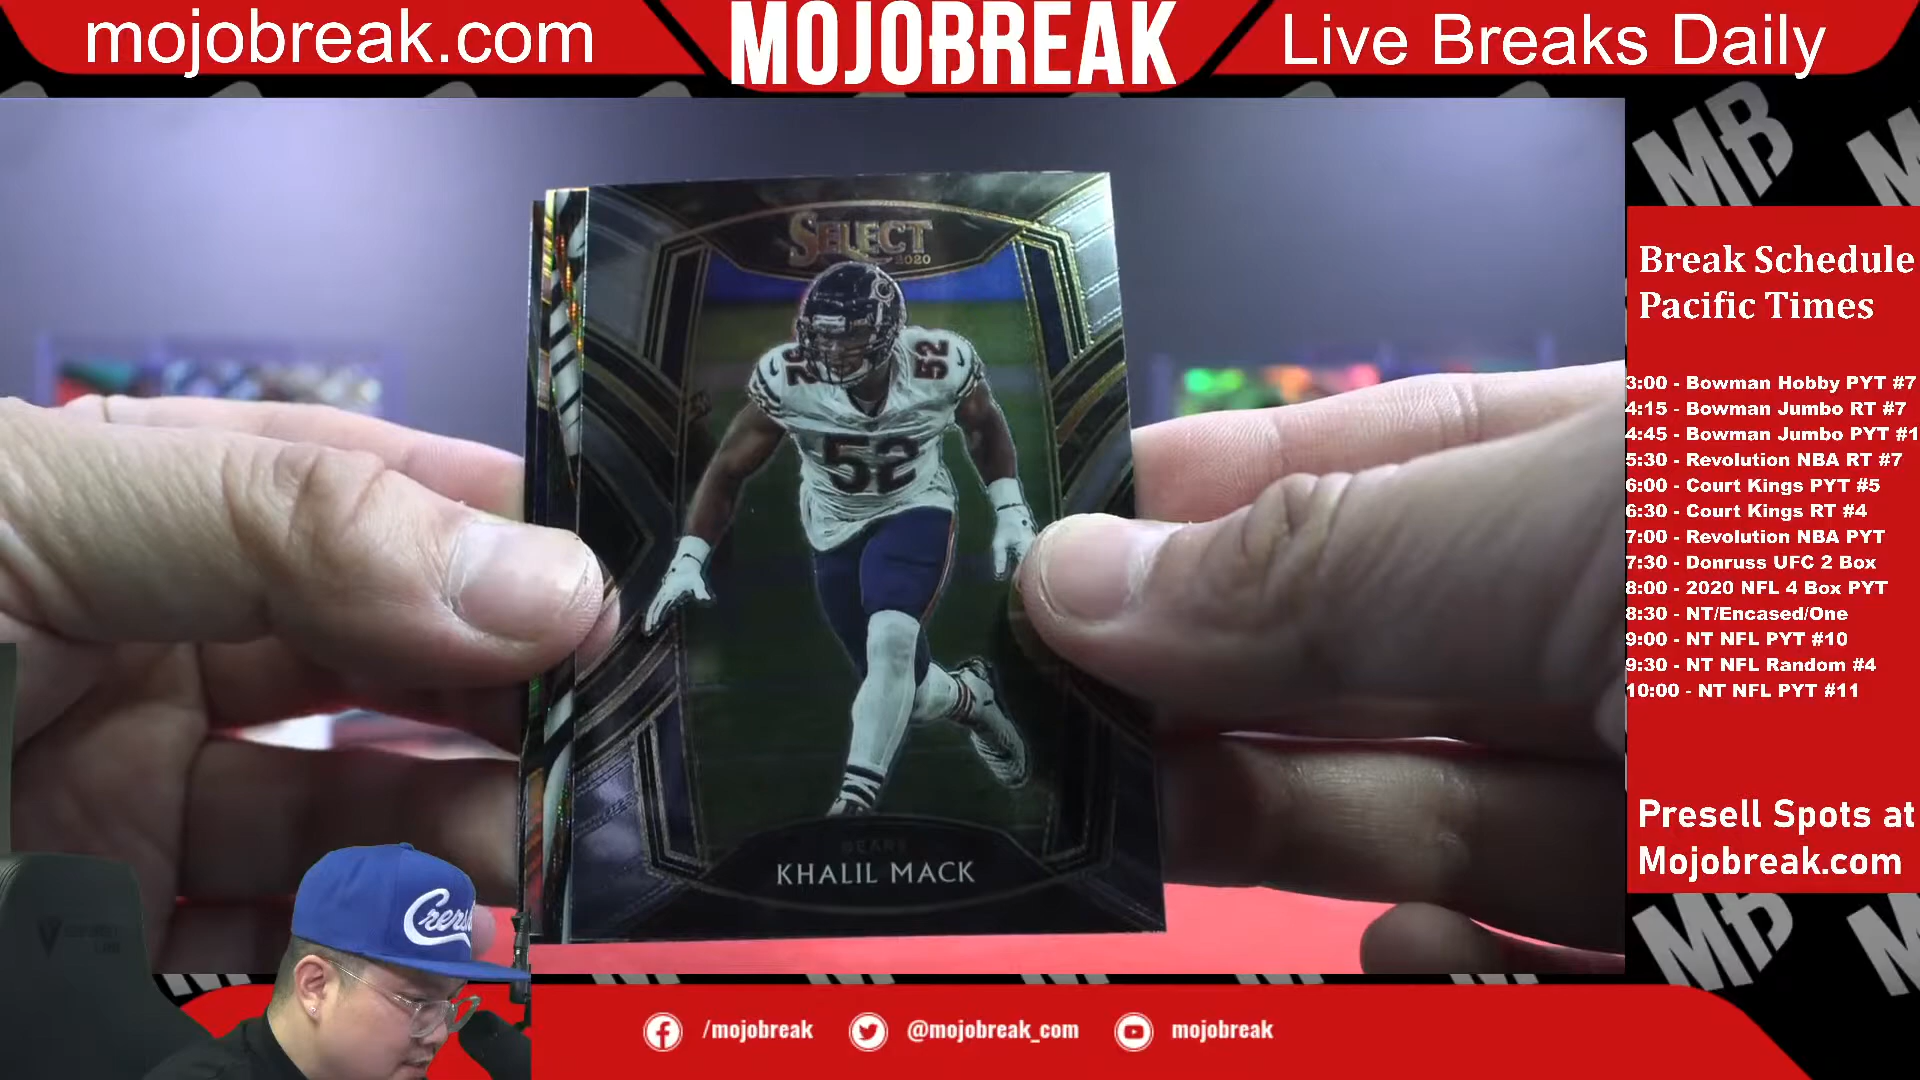 mojobreak.com
MOJOBREAK
Live Breaks Daily
MB
SELECT
2020
52
52
52
BEARS
KHALIL MACK
Break Schedule
Pacific Times
3:00 - Bowman Hobby PYT #7
4:15 - Bowman Jumbo RT #7
4:45 - Bowman Jumbo PYT #1
5:30 - Revolution NBA RT #7
6:00 - Court Kings PYT #5
6:30 - Court Kings RT #4
7:00 - Revolution NBA PYT
7:30 - Donruss UFC 2 Box
8:00 - 2020 NFL 4 Box PYT
8:30 - NT/Encased/One
9:00 - NT NFL PYT #10
9:30 - NT NFL Random #4
10:00 - NT NFL PYT #11
Presell Spots at
Mojobreak.com
MB
/mojobreak
@mojobreak_com
mojobreak